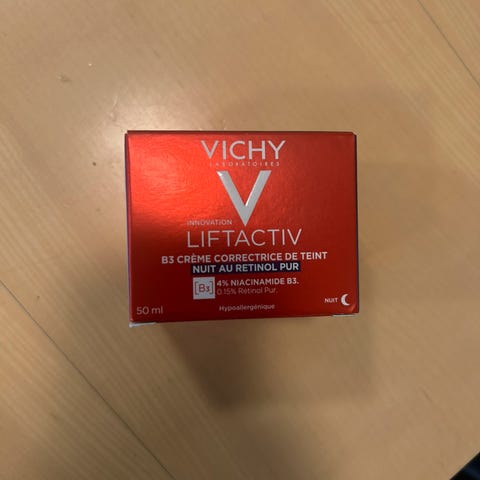 VICHY
LABORATOIRES
INNOVATION
LIFTACTIV
B3 CRÈME CORRECTRICE DE TEINT
NUIT AU RETINOL PUR
[B3] 4% NIACINAMIDE B3.
0.15% Rétinol Pur.
50 ml
Hypoallergénique
NUIT